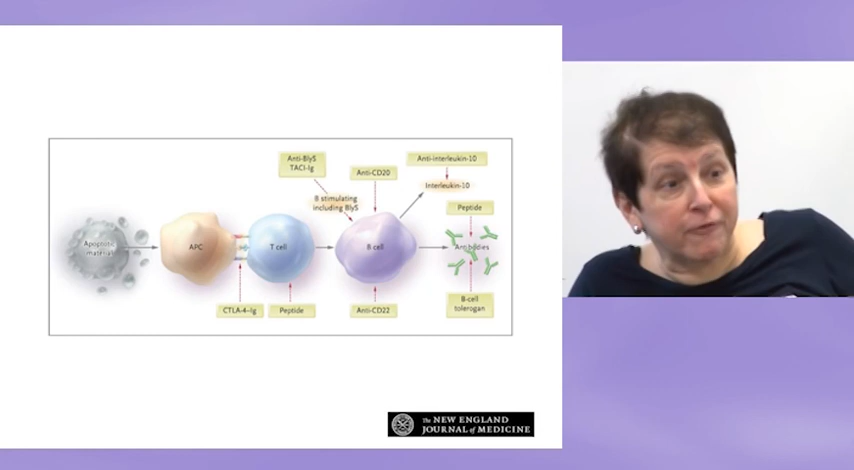 Anti-BlyS
TACI-Ig
Anti-CD20
Anti-interleukin-10
Interleukin-10
B stimulating
including BlyS
Peptide
Apoptotic
material
APC
T cell
B cell
Antibodies
CTLA-4-Ig
Peptide
Anti-CD22
B-cell
tolerogan
The NEW ENGLAND
JOURNAL of MEDICINE